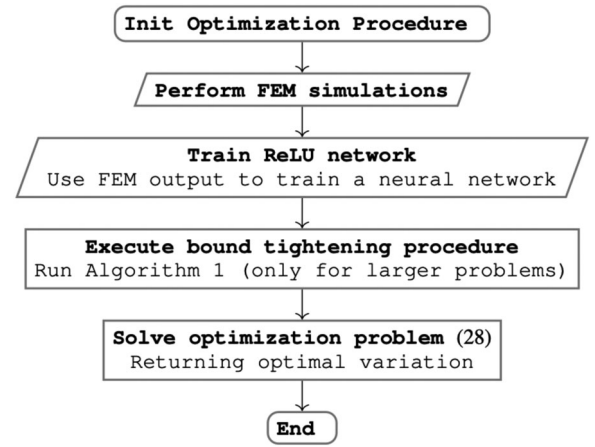 Init Optimization Procedure
Perform FEM simulations
Train ReLU network
Use FEM output to train a neural network
Execute bound tightening procedure
Run Algorithm 1 (only for larger problems)
Solve optimization problem (28)
Returning optimal variation
End